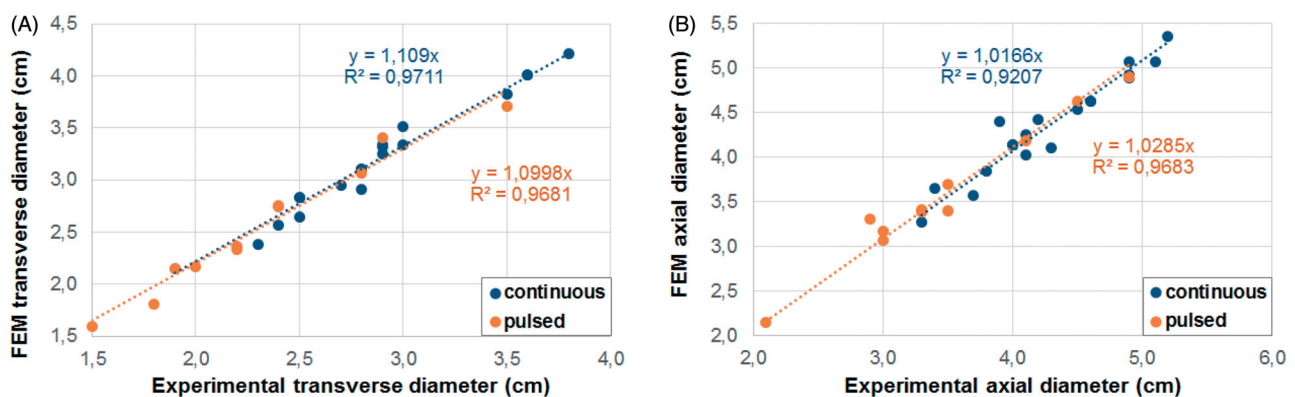 (A)
FEM transverse diameter (cm)
4,5
4,0
3,5
3,0
2,5
2,0
1,5
y = 1,109x
R² = 0,9711
y = 1,0998x
R² = 0,9681
continuous
pulsed
1,5 2,0 2,5 3,0 3,5 4,0
Experimental transverse diameter (cm)
(B)
FEM axial diameter (cm)
5,5
5,0
4,5
4,0
3,5
3,0
2,5
2,0
y = 1,0166x
R² = 0,9207
y = 1,0285x
R² = 0,9683
continuous
pulsed
2,0 3,0 4,0 5,0 6,0
Experimental axial diameter (cm)